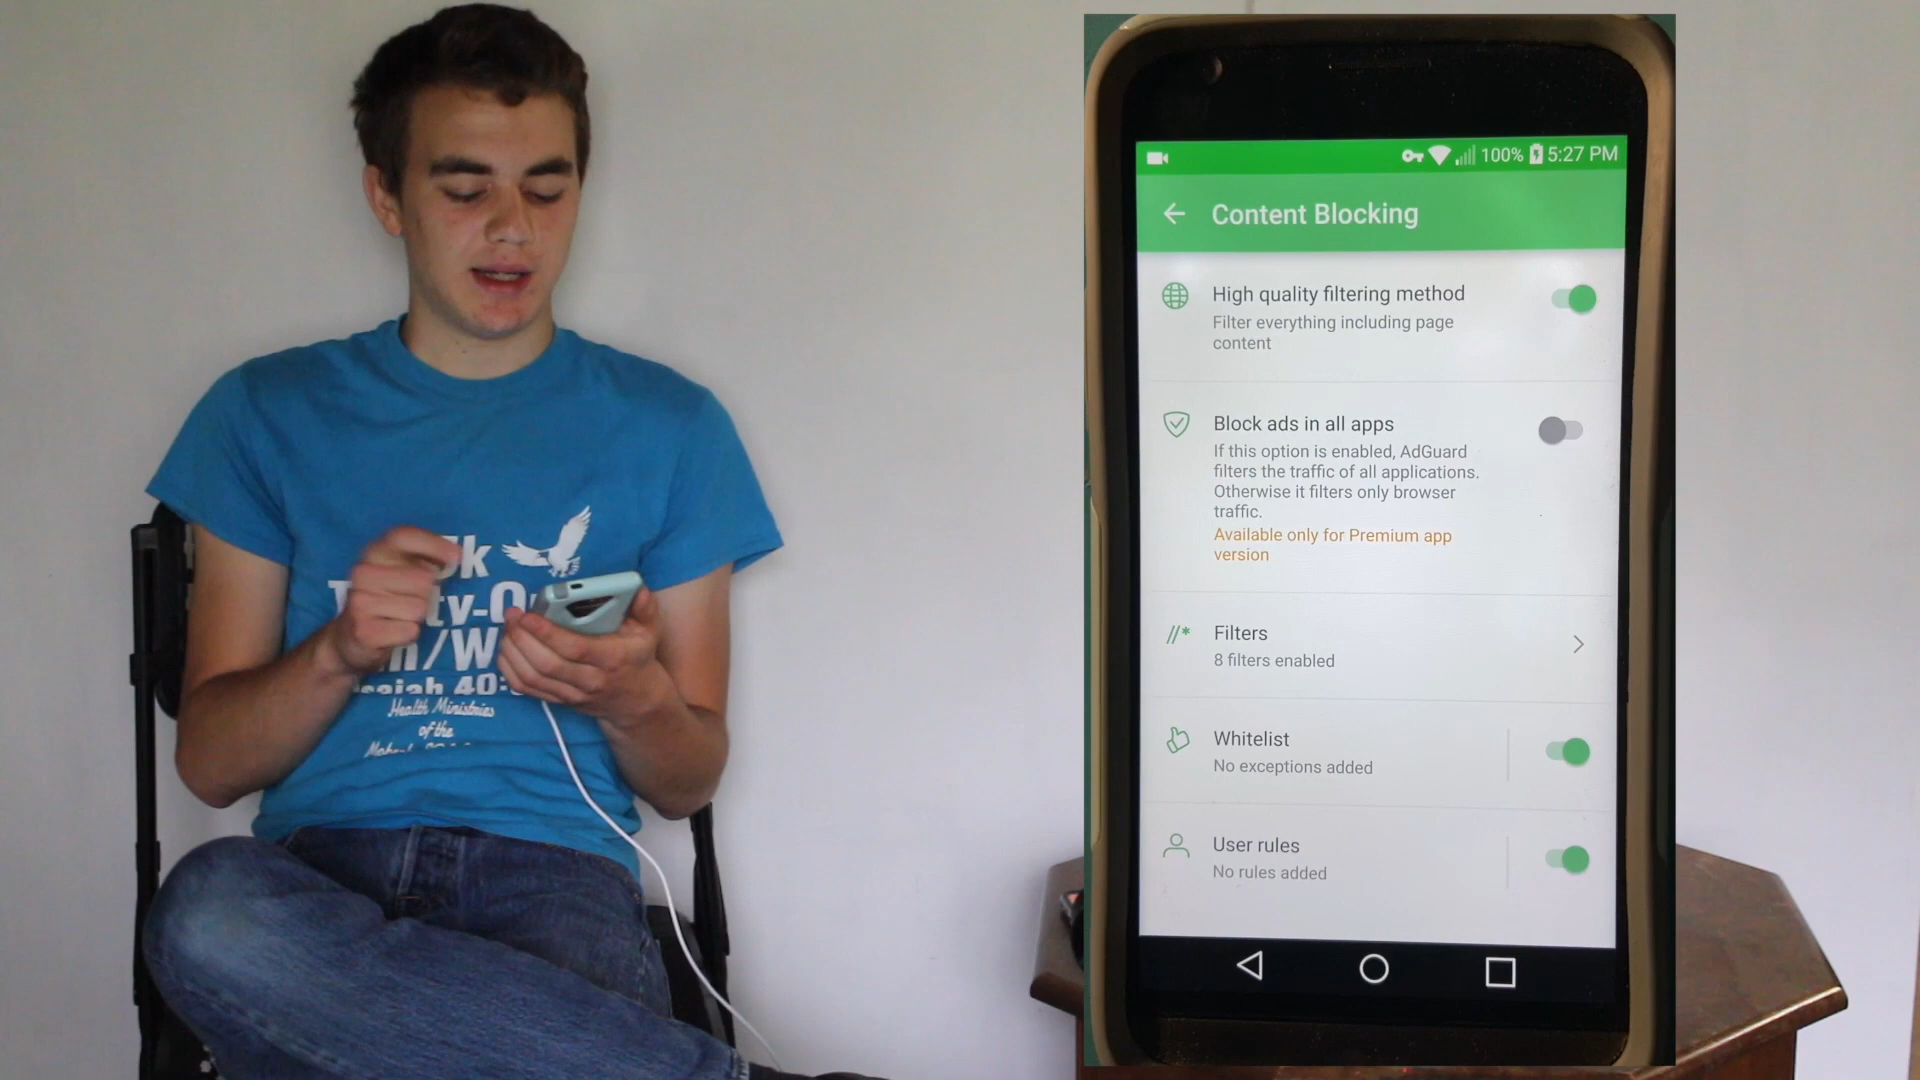 5k
/W
Isaiah 40:
Health Ministries
of the
100% 5:27 PM
Content Blocking
High quality filtering method
Filter everything including page
content
Block ads in all apps
If this option is enabled, AdGuard
filters the traffic of all applications.
Otherwise it filters only browser
traffic.
Available only for Premium app
version
Filters
8 filters enabled
Whitelist
No exceptions added
User rules
No rules added